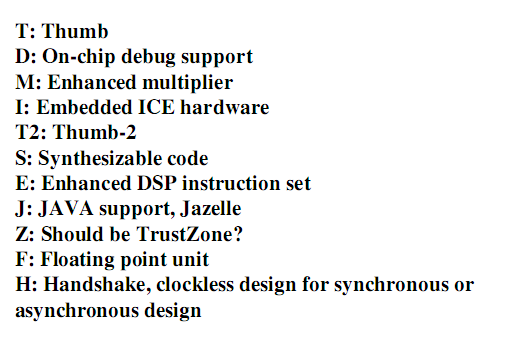 T: Thumb
D: On-chip debug support
M: Enhanced multiplier
I: Embedded ICE hardware
T2: Thumb-2
S: Synthesizable code
E: Enhanced DSP instruction set
J: JAVA support, Jazelle
Z: Should be TrustZone?
F: Floating point unit
H: Handshake, clockless design for synchronous or
asynchronous design